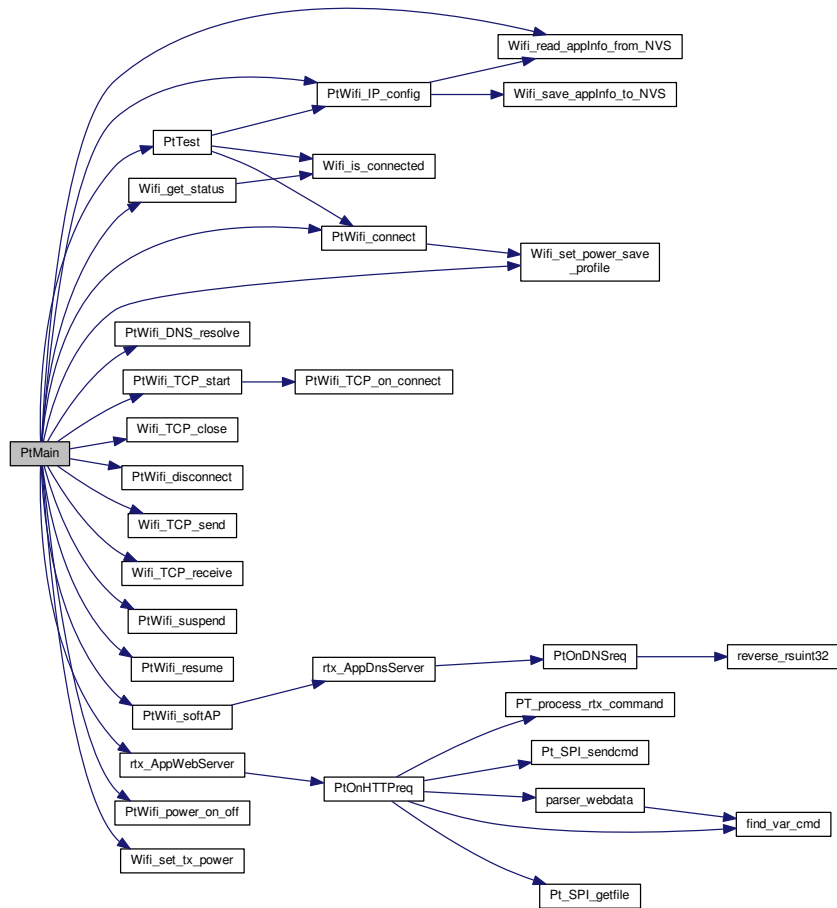 Wifi_read_appInfo_from_NVS
PtWifi_IP_config
Wifi_save_appInfo_to_NVS
PtTest
Wifi_is_connected
Wifi_get_status
PtWifi_connect
Wifi_set_power_save
_profile
PtWifi_DNS_resolve
PtWifi_TCP_start
PtWifi_TCP_on_connect
Wifi_TCP_close
PtMain
PtWifi_disconnect
Wifi_TCP_send
Wifi_TCP_receive
PtWifi_suspend
PtWifi_resume
rtx_AppDnsServer
PtOnDNSreq
reverse_rsuint32
PtWifi_softAP
PT_process_rtx_command
rtx_AppWebServer
Pt_SPI_sendcmd
PtOnHTTPreq
parser_webdata
find_var_cmd
PtWifi_power_on_off
Wifi_set_tx_power
Pt_SPI_getfile